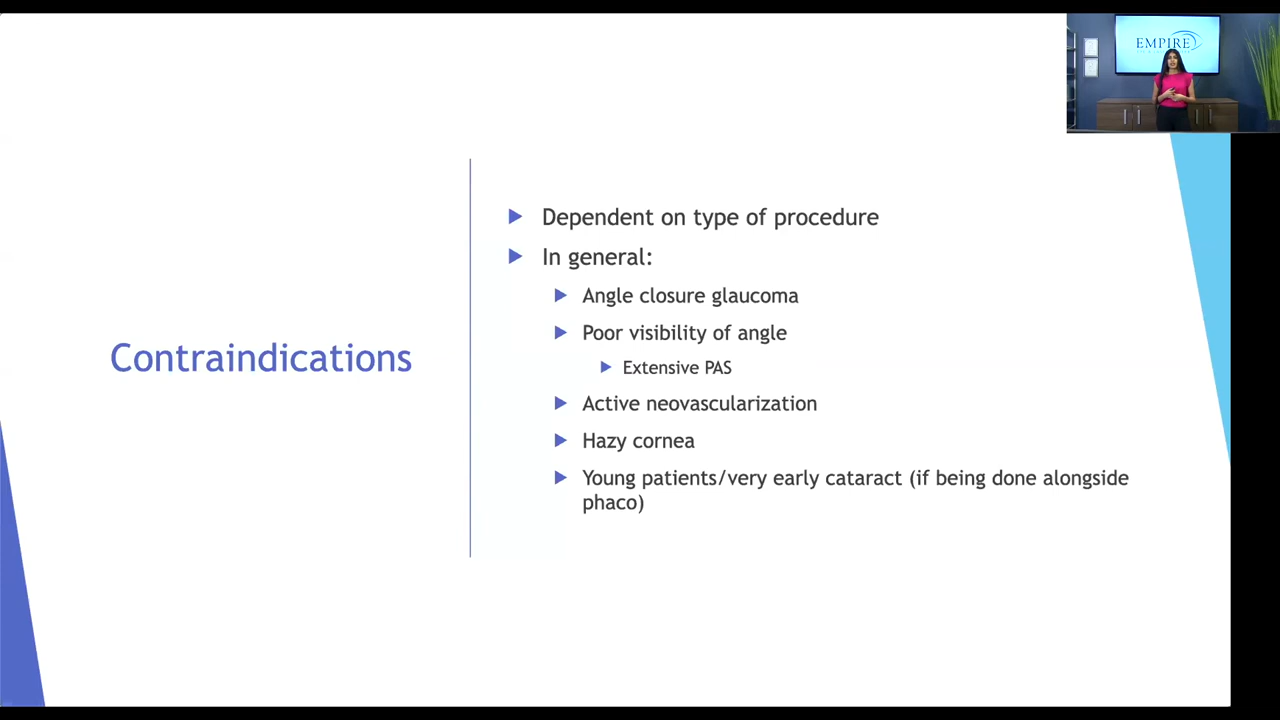 EMPIRE
Contraindications
Dependent on type of procedure
In general:
Angle closure glaucoma
Poor visibility of angle
Extensive PAS
Active neovascularization
Hazy cornea
Young patients/very early cataract (if being done alongside
phaco)